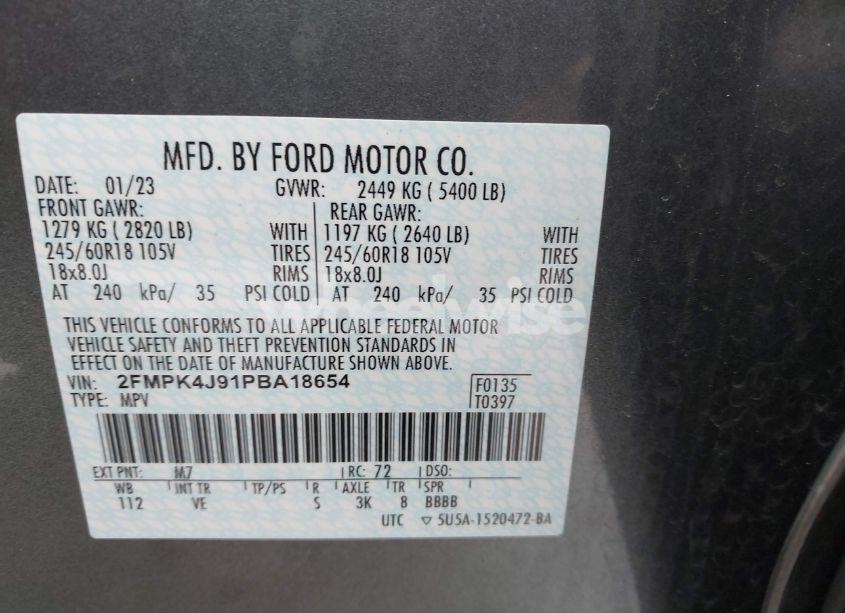 MFD. BY FORD MOTOR CO.
DATE: 01/23 GVWR: 2449 KG ( 5400 LB)
FRONT GAWR: REAR GAWR:
1279 KG ( 2820 LB) WITH 1197 KG ( 2640 LB) WITH
245/60R18 105V TIRES 245/60R18 105V TIRES
18x8.0J RIMS 18x8.0J RIMS
AT 240 kPa/ 35 PSI COLD AT 240 kPa/ 35 PSI COLD
wheelwise
THIS VEHICLE CONFORMS TO ALL APPLICABLE FEDERAL MOTOR
VEHICLE SAFETY AND THEFT PREVENTION STANDARDS IN
EFFECT ON THE DATE OF MANUFACTURE SHOWN ABOVE.
VIN: 2FMPK4J91PBA18654 F0135
TYPE: MPV T0397
EXT PNT: M7 RC: 72 DSO:
WB INT TR TP/PS R AXLE TR SPR
112 VE S 3K 8 BBBB
UTC ▽ 5U5A-1520472-BA